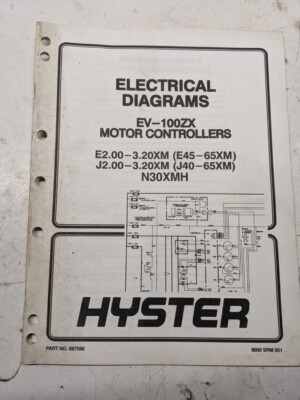 ELECTRICAL
DIAGRAMS
EV-100ZX
MOTOR CONTROLLERS
E2.00-3.20XM (E45-65XM)
J2.00-3.20XM (J40-65XM)
N30XMH
HYSTER
PART NO. 897586
8000 SRM 551